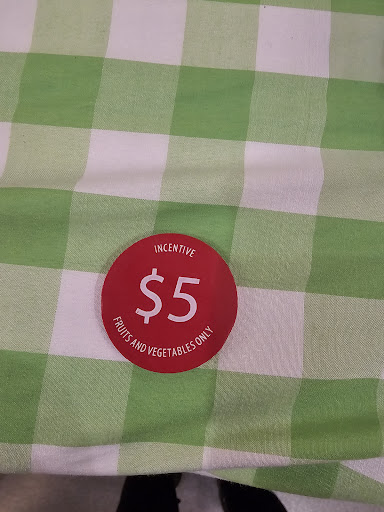 INCENTIVE
$5
FRUITS AND VEGETABLES ONLY